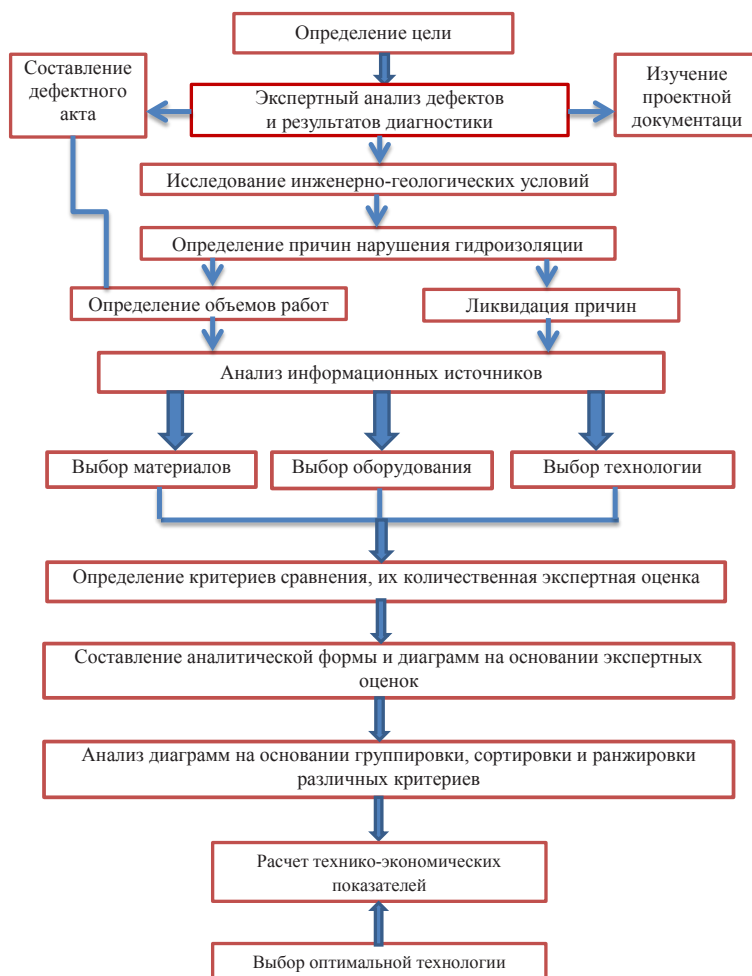 Определение цели
Составление
дефектного
акта
Экспертный анализ дефектов
и результатов диагностики
Изучение
проектной
документаци
Исследование инженерно-геологических условий
Определение причин нарушения гидроизоляции
Определение объемов работ
Ликвидация причин
Анализ информационных источников
Выбор материалов
Выбор оборудования
Выбор технологии
Определение критериев сравнения, их количественная экспертная оценка
Составление аналитической формы и диаграмм на основании экспертных
оценок
Анализ диаграмм на основании группировки, сортировки и ранжировки
различных критериев
Расчет технико-экономических
показателей
Выбор оптимальной технологии